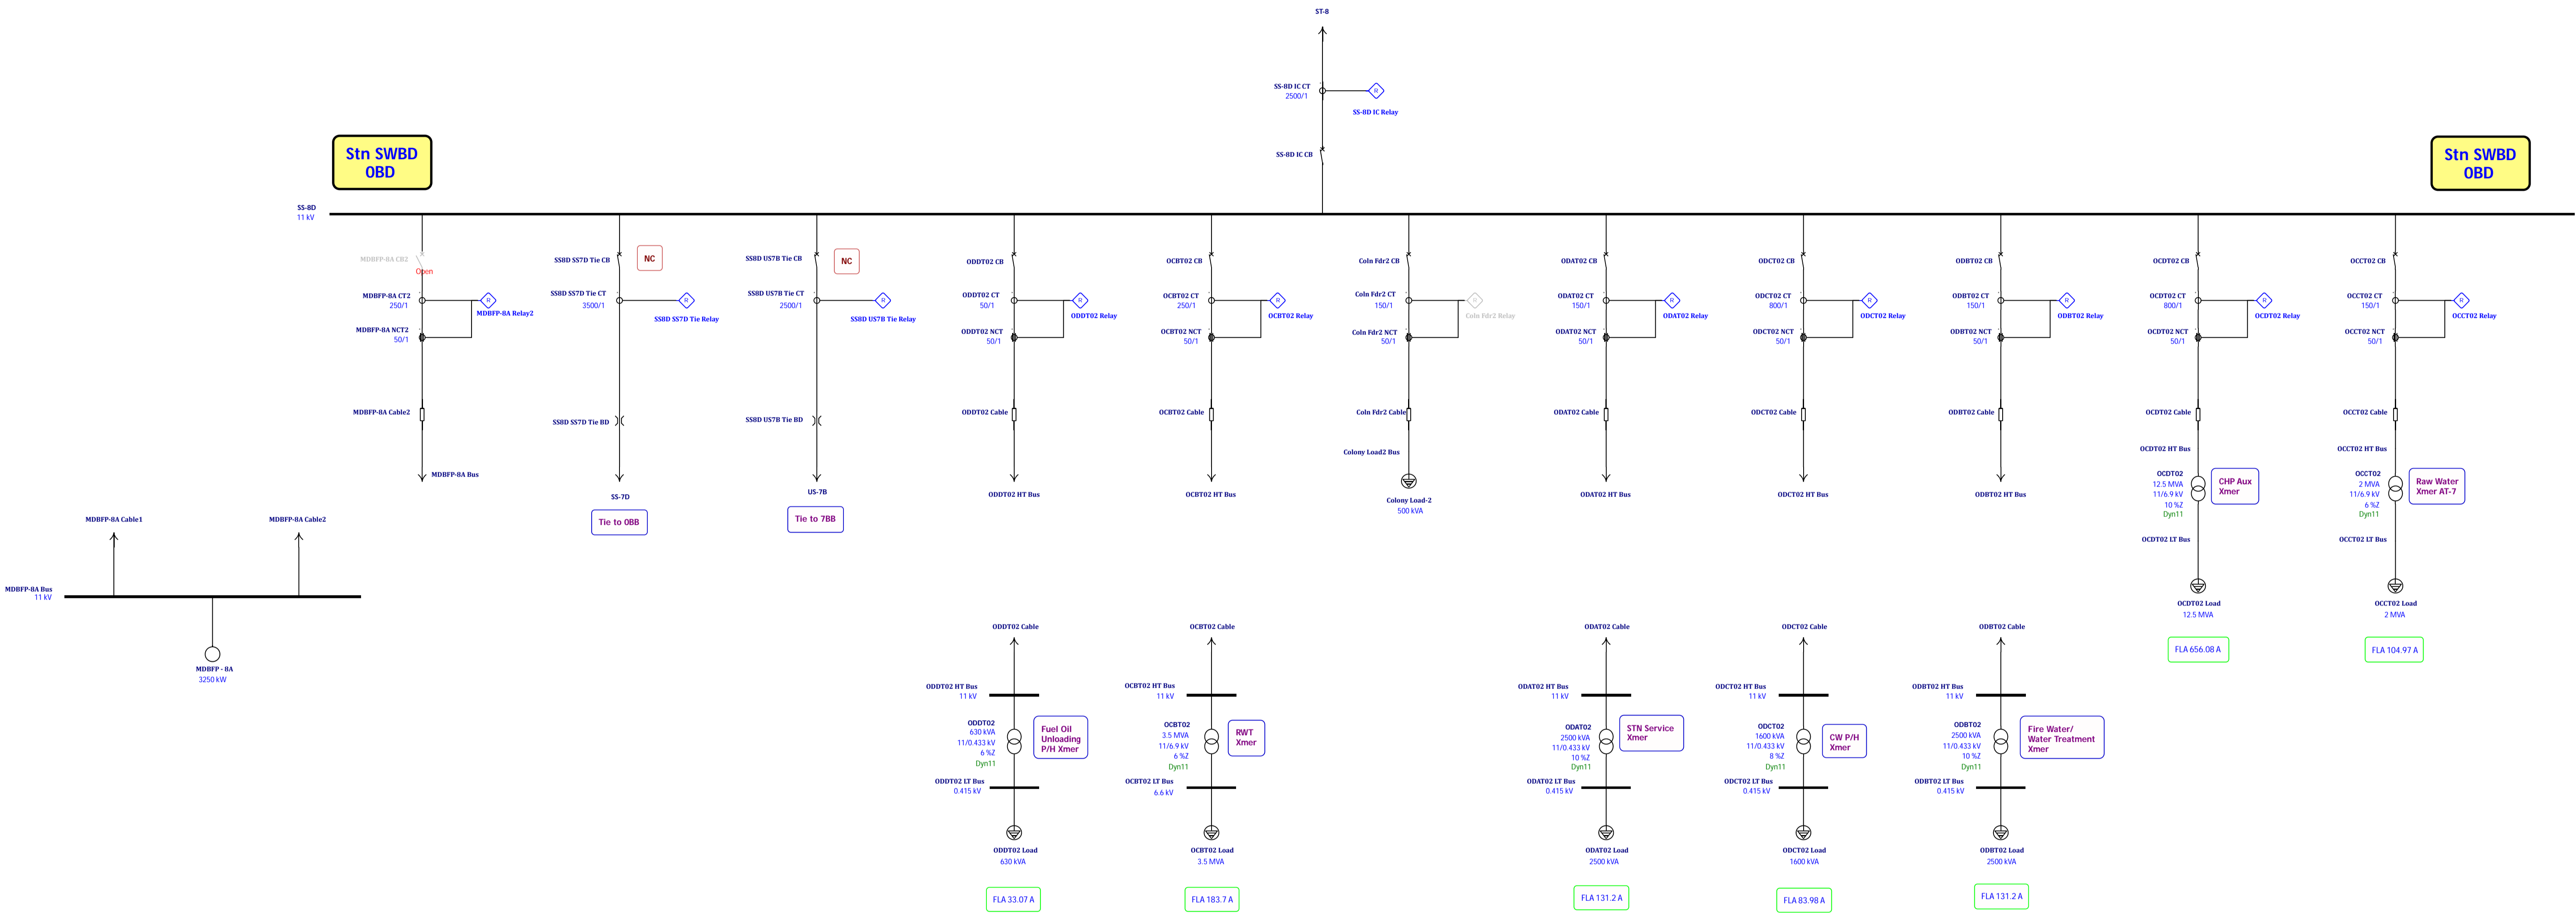 ST-8
SS-8D IC CT
2500/1
R
SS-8D IC Relay
SS-8D IC CB
Stn SWBD
0BD
Stn SWBD
0BD
SS-8D
11 kV
MDBFP-8A CB2
Open
MDBFP-8A CT2
250/1
R
MDBFP-8A Relay2
MDBFP-8A NCT2
50/1
MDBFP-8A Cable2
MDBFP-8A Bus
SS8D SS7D Tie CB
NC
SS8D SS7D Tie CT
3500/1
R
SS8D SS7D Tie Relay
SS8D SS7D Tie BD
SS-7D
Tie to 0BB
SS8D US7B Tie CB
NC
SS8D US7B Tie CT
2500/1
R
SS8D US7B Tie Relay
SS8D US7B Tie BD
US-7B
Tie to 7BB
ODDT02 CB
ODDT02 CT
50/1
R
ODDT02 Relay
ODDT02 NCT
50/1
ODDT02 Cable
ODDT02 HT Bus
OCBT02 CB
OCBT02 CT
250/1
R
OCBT02 Relay
OCBT02 NCT
50/1
OCBT02 Cable
OCBT02 HT Bus
Coln Fdr2 CB
Coln Fdr2 CT
150/1
R
Coln Fdr2 Relay
Coln Fdr2 NCT
50/1
Coln Fdr2 Cable
Colony Load2 Bus
Colony Load-2
500 kVA
ODAT02 CB
ODAT02 CT
150/1
R
ODAT02 Relay
ODAT02 NCT
50/1
ODAT02 Cable
ODAT02 HT Bus
ODCT02 CB
ODCT02 CT
800/1
R
ODCT02 Relay
ODCT02 NCT
50/1
ODCT02 Cable
ODCT02 HT Bus
ODBT02 CB
ODBT02 CT
150/1
R
ODBT02 Relay
ODBT02 NCT
50/1
ODBT02 Cable
ODBT02 HT Bus
OCDT02 CB
OCDT02 CT
800/1
R
OCDT02 Relay
OCDT02 NCT
50/1
OCDT02 Cable
OCDT02 HT Bus
OCDT02
12.5 MVA
11/6.9 kV
10 %Z
Dyn11
CHP Aux
Xmer
OCDT02 LT Bus
OCDT02 Load
12.5 MVA
FLA 656.08 A
OCCT02 CB
OCCT02 CT
150/1
R
OCCT02 Relay
OCCT02 NCT
50/1
OCCT02 Cable
OCCT02 HT Bus
OCCT02
2 MVA
11/6.9 kV
6 %Z
Dyn11
Raw Water
Xmer AT-7
OCCT02 LT Bus
OCCT02 Load
2 MVA
FLA 104.97 A
MDBFP-8A Cable1
MDBFP-8A Cable2
MDBFP-8A Bus
11 kV
MDBFP - 8A
3250 kW
ODDT02 Cable
ODDT02 HT Bus
11 kV
ODDT02
630 kVA
11/0.433 kV
6 %Z
Dyn11
Fuel Oil
Unloading
P/H Xmer
ODDT02 LT Bus
0.415 kV
ODDT02 Load
630 kVA
FLA 33.07 A
OCBT02 Cable
OCBT02 HT Bus
11 kV
OCBT02
3.5 MVA
11/6.9 kV
6 %Z
Dyn11
RWT
Xmer
OCBT02 LT Bus
6.6 kV
OCBT02 Load
3.5 MVA
FLA 183.7 A
ODAT02 Cable
ODAT02 HT Bus
11 kV
ODAT02
2500 kVA
11/0.433 kV
10 %Z
Dyn11
STN Service
Xmer
ODAT02 LT Bus
0.415 kV
ODAT02 Load
2500 kVA
FLA 131.2 A
ODCT02 Cable
ODCT02 HT Bus
11 kV
ODCT02
1600 kVA
11/0.433 kV
8 %Z
Dyn11
CW P/H
Xmer
ODCT02 LT Bus
0.415 kV
ODCT02 Load
1600 kVA
FLA 83.98 A
ODBT02 Cable
ODBT02 HT Bus
11 kV
ODBT02
2500 kVA
11/0.433 kV
10 %Z
Dyn11
Fire Water/
Water Treatment
Xmer
ODBT02 LT Bus
0.415 kV
ODBT02 Load
2500 kVA
FLA 131.2 A